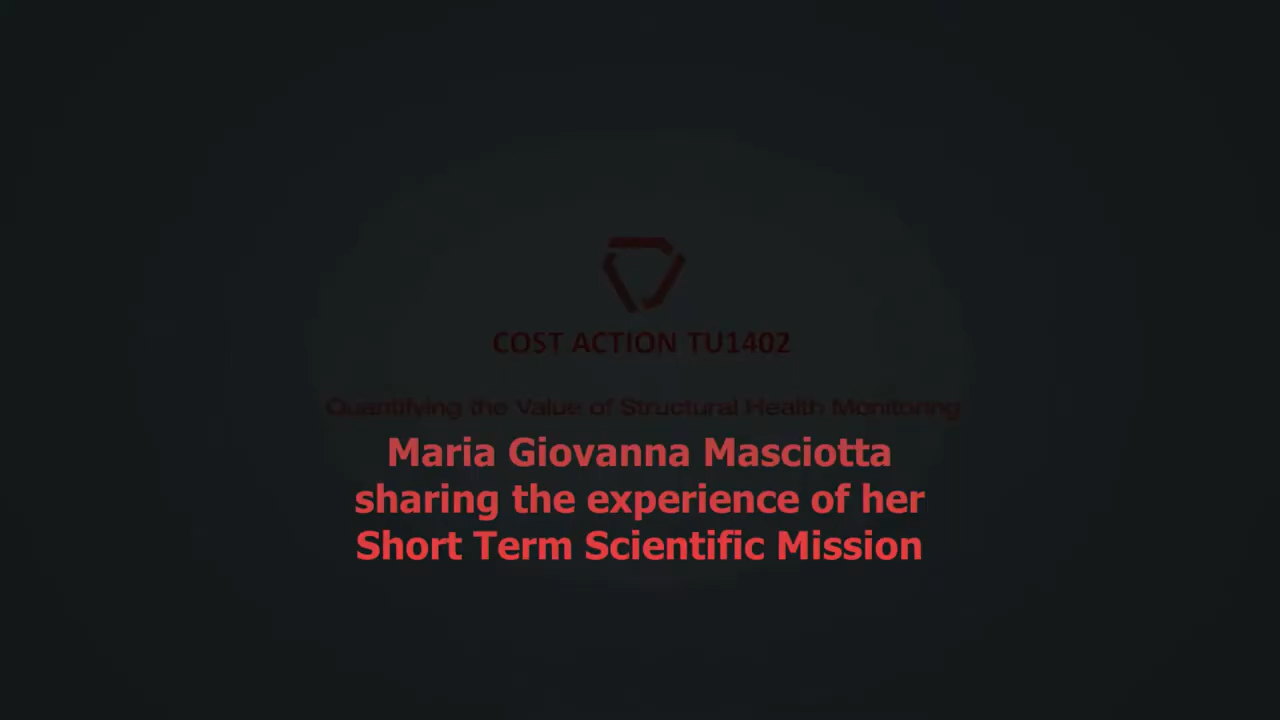 COST ACTION TU1402
Quantifying the Value of Structural Health Monitoring
Maria Giovanna Masciotta
sharing the experience of her
Short Term Scientific Mission